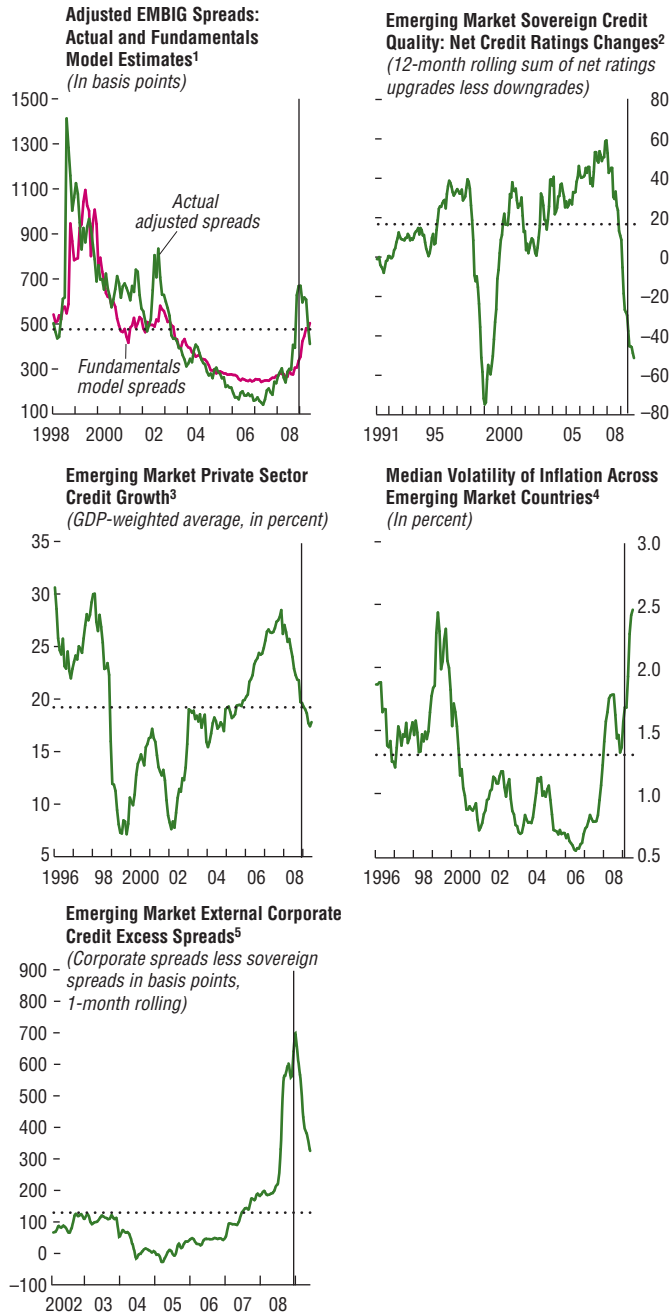 Adjusted EMBIG Spreads:
Actual and Fundamentals
Model Estimates¹
(In basis points)
1500
1300
1100
900
700
500
300
100
Actual
adjusted spreads
Fundamentals
model spreads
1998 2000 02 04 06 08
Emerging Market Sovereign Credit
Quality: Net Credit Ratings Changes²
(12-month rolling sum of net ratings
upgrades less downgrades)
80
60
40
20
0
–20
–40
–60
–80
1991 95 2000 05 08
Emerging Market Private Sector
Credit Growth³
(GDP-weighted average, in percent)
35
30
25
20
15
10
5
1996 98 2000 02 04 06 08
Median Volatility of Inflation Across
Emerging Market Countries⁴
(In percent)
3.0
2.5
2.0
1.5
1.0
0.5
1996 98 2000 02 04 06 08
Emerging Market External Corporate
Credit Excess Spreads⁵
(Corporate spreads less sovereign
spreads in basis points,
1-month rolling)
900
800
700
600
500
400
300
200
100
0
–100
2002 03 04 05 06 07 08